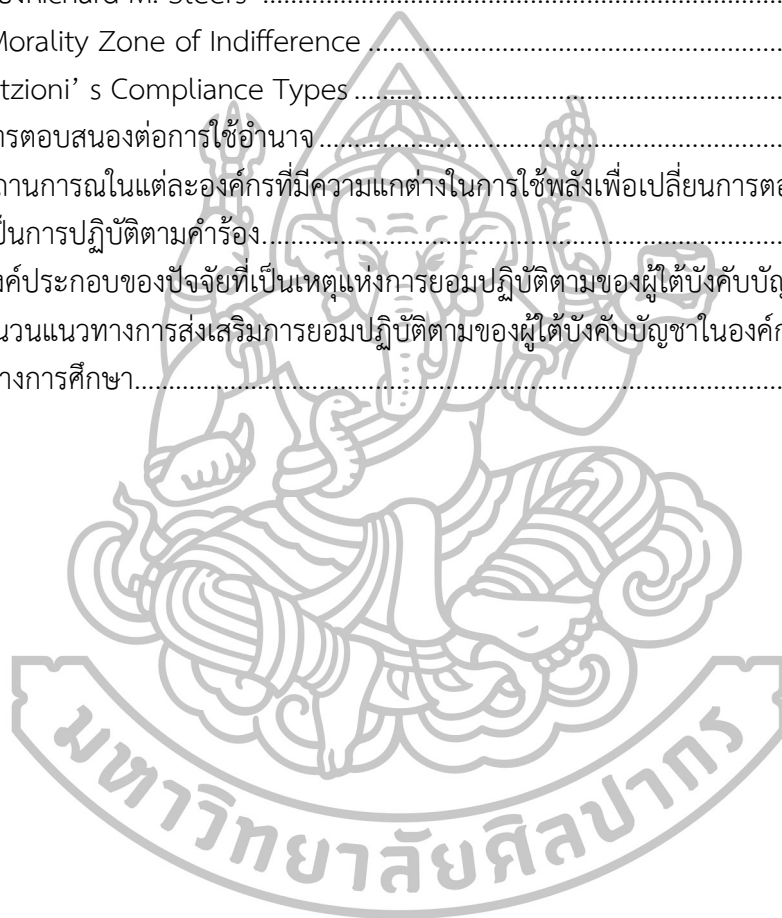 Richard M. Steers ....................
Morality Zone of Indifference ....................
tzioni’ s Compliance Types ....................
ารตอบสนองต่อการใช้อำนาจ ....................
ถานการณในแต่ละองค์กรที่มีความแกต่างในการใช้พลังเพื่อเปลี่ยนการตอ
ป็นการปฏิบัติตามคำร้อง....................
งค์ประกอบของปัจจัยที่เป็นเหตุแห่งการยอมปฏิบัติตามของผู้ใต้บังคับบัญ
นวนแนวทางการส่งเสริมการยอมปฏิบัติตามของผู้ใต้บังคับบัญชาในองค์ก
างการศึกษา....................
มหาวิทยาลัยศิลปากร